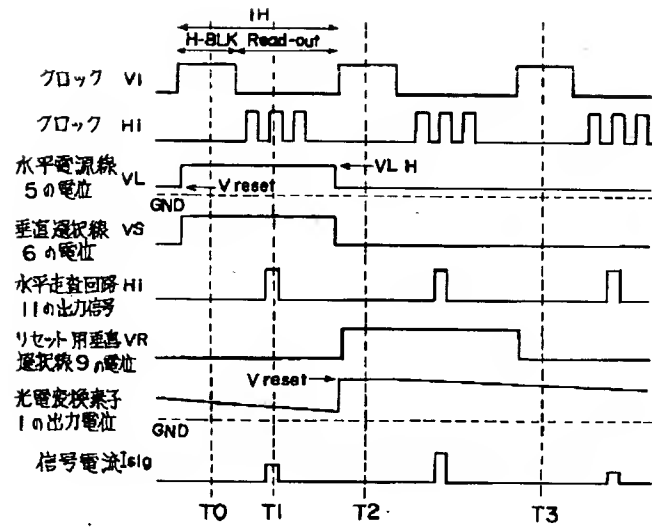 1H
H-BLK Read-out
クロック Vi
クロック Hi
水平電源線 VL
5の電位
VL H
V reset
GND
垂直選択線 VS
6の電位
水平走査回路 Hi
11の出力信号
リセット用垂直 VR
選択線9の電位
V reset
光電変換素子
1の出力電位
GND
信号電流Isig
T0 T1 T2 T3